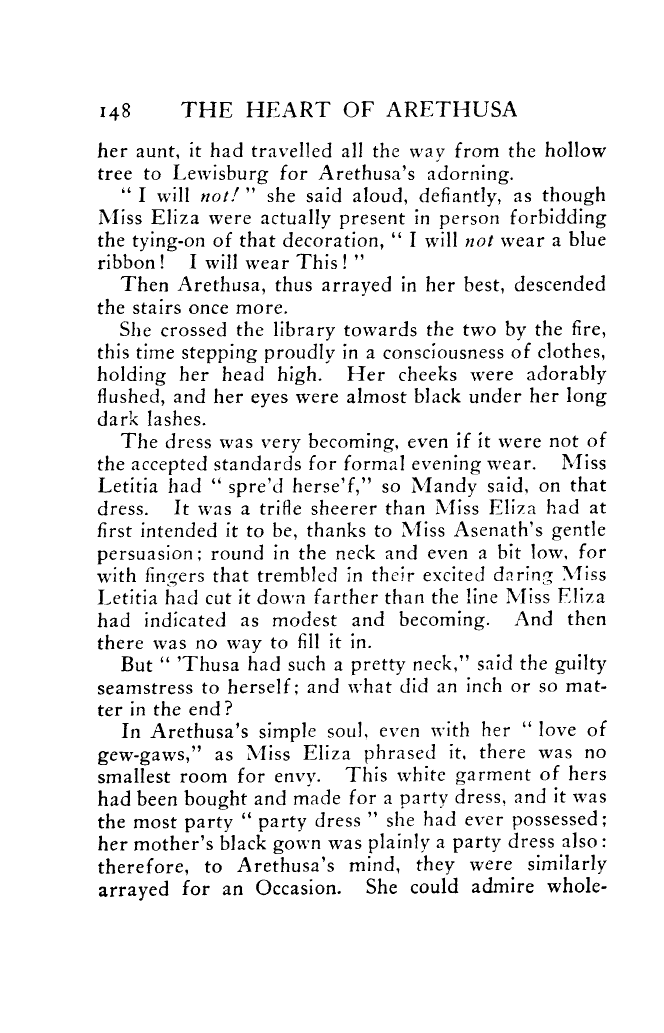 148 THE HEART OF ARETHUSA
her aunt, it had travelled all the way from the hollow
tree to Lewisburg for Arethusa's adorning.
“ I will not! ” she said aloud, defiantly, as though
Miss Eliza were actually present in person forbidding
the tying-on of that decoration, “ I will not wear a blue
ribbon! I will wear This! ”
Then Arethusa, thus arrayed in her best, descended
the stairs once more.
She crossed the library towards the two by the fire,
this time stepping proudly in a consciousness of clothes,
holding her head high. Her cheeks were adorably
flushed, and her eyes were almost black under her long
dark lashes.
The dress was very becoming, even if it were not of
the accepted standards for formal evening wear. Miss
Letitia had “ spre'd herse'f,” so Mandy said, on that
dress. It was a trifle sheerer than Miss Eliza had at
first intended it to be, thanks to Miss Asenath's gentle
persuasion; round in the neck and even a bit low, for
with fingers that trembled in their excited daring Miss
Letitia had cut it down farther than the line Miss Eliza
had indicated as modest and becoming. And then
there was no way to fill it in.
But “ 'Thusa had such a pretty neck,” said the guilty
seamstress to herself; and what did an inch or so mat-
ter in the end?
In Arethusa's simple soul, even with her “ love of
gew-gaws,” as Miss Eliza phrased it, there was no
smallest room for envy. This white garment of hers
had been bought and made for a party dress, and it was
the most party “ party dress ” she had ever possessed;
her mother's black gown was plainly a party dress also:
therefore, to Arethusa's mind, they were similarly
arrayed for an Occasion. She could admire whole-